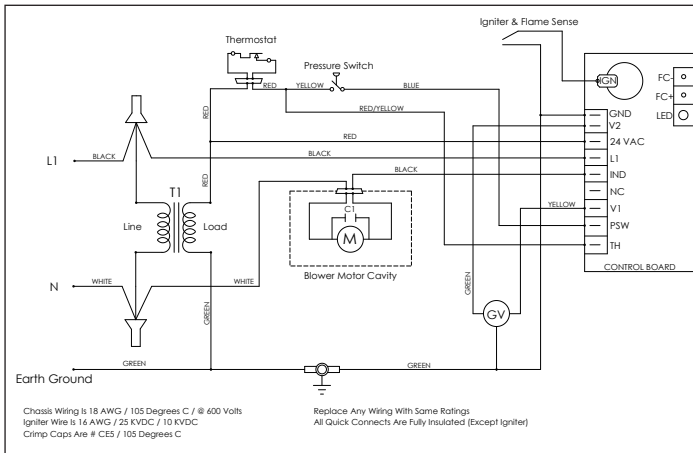 Igniter & Flame Sense
Thermostat
Pressure Switch
IGN
FC-
FC+
LED
RED
YELLOW
BLUE
RED/YELLOW
RED
RED
RED
GND
V2
24 VAC
L1
IND
NC
V1
PSW
TH
CONTROL BOARD
L1
BLACK
BLACK
BLACK
T1
Line
Load
C1
M
Blower Motor Cavity
YELLOW
N
WHITE
WHITE
GREEN
GREEN
GV
GREEN
GREEN
Earth Ground
Chassis Wiring Is 18 AWG / 105 Degrees C / @ 600 Volts
Igniter Wire Is 16 AWG / 25 KVDC / 10 KVDC
Crimp Caps Are # CE5 / 105 Degrees C
Replace Any Wiring With Same Ratings
All Quick Connects Are Fully Insulated (Except Igniter)